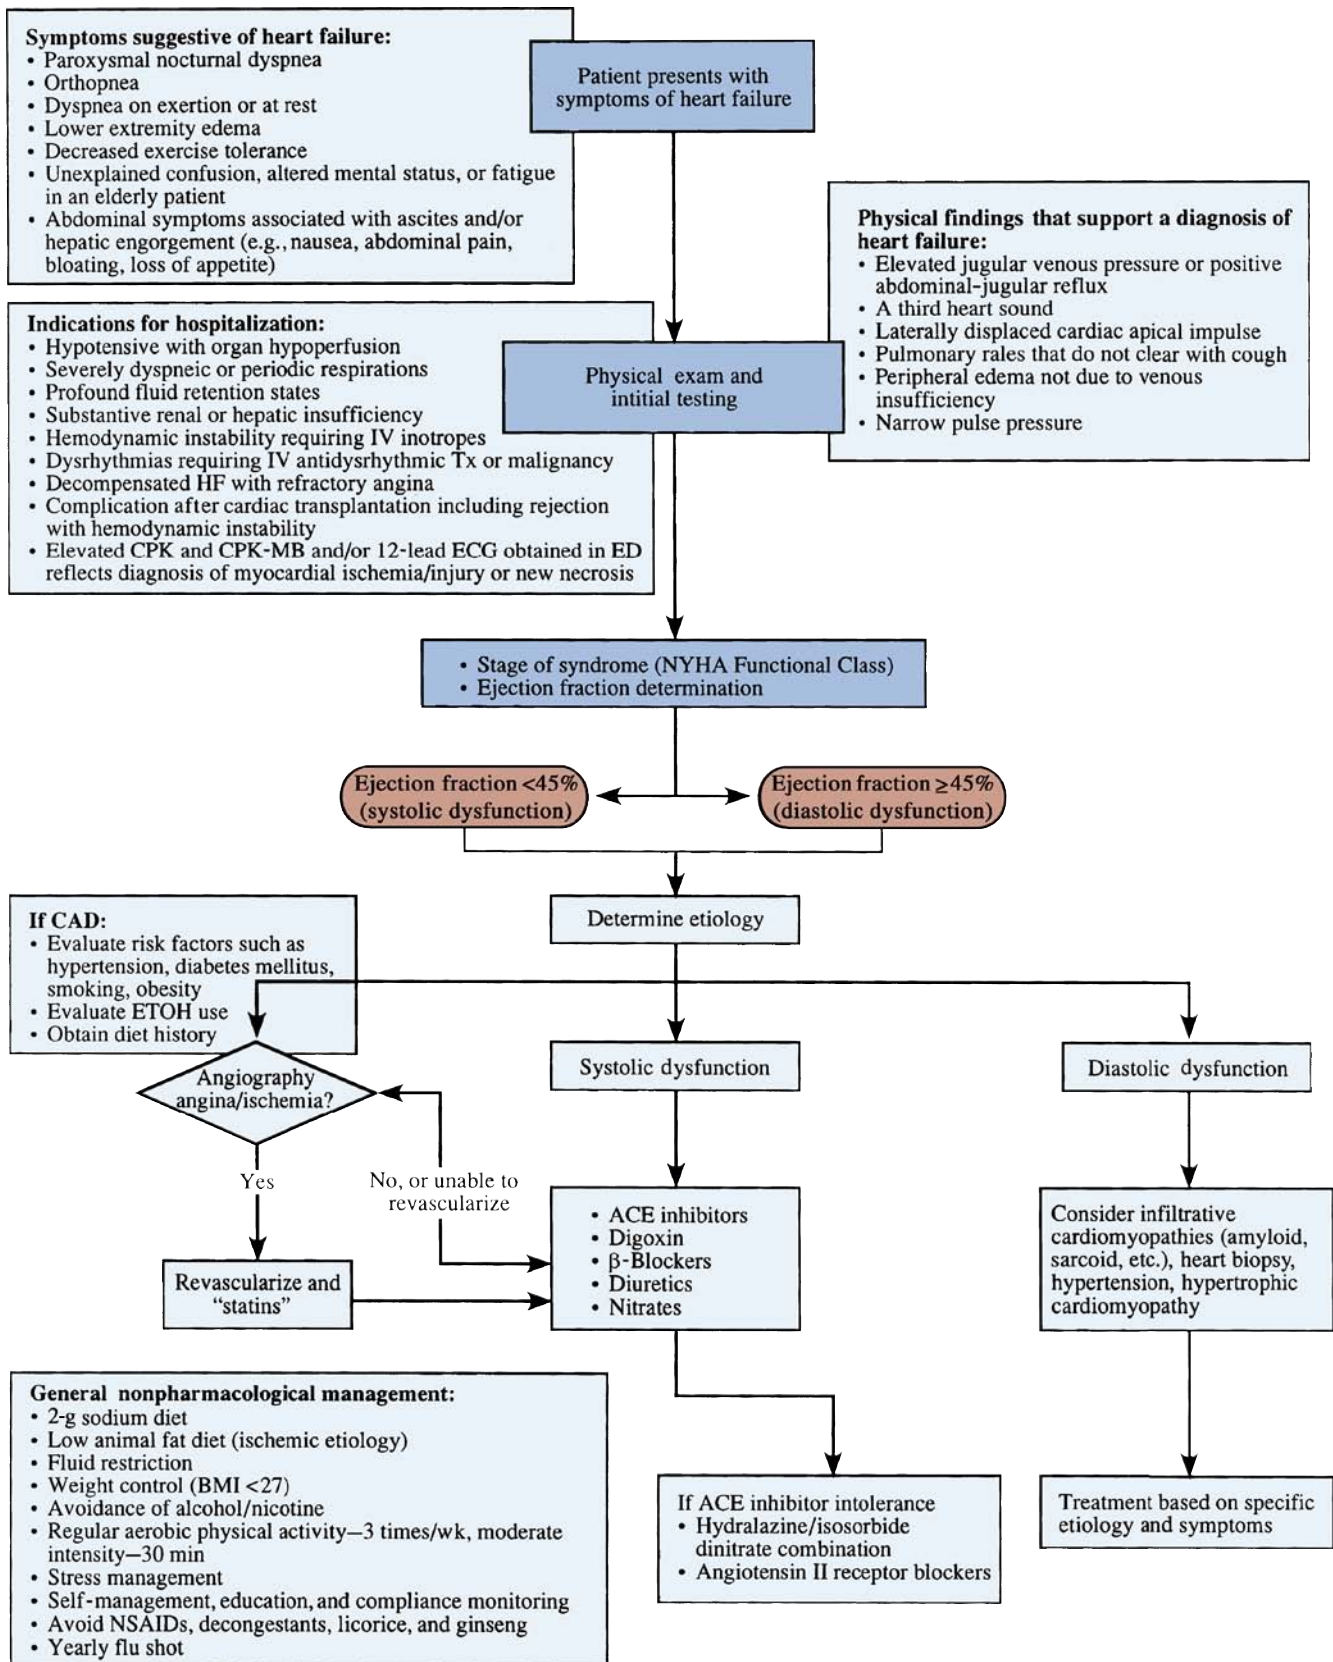 Symptoms suggestive of heart failure:
• Paroxysmal nocturnal dyspnea
• Orthopnea
• Dyspnea on exertion or at rest
• Lower extremity edema
• Decreased exercise tolerance
• Unexplained confusion, altered mental status, or fatigue
in an elderly patient
• Abdominal symptoms associated with ascites and/or
hepatic engorgement (e.g., nausea, abdominal pain,
bloating, loss of appetite)
Patient presents with
symptoms of heart failure
Physical findings that support a diagnosis of
heart failure:
• Elevated jugular venous pressure or positive
abdominal-jugular reflux
• A third heart sound
• Laterally displaced cardiac apical impulse
• Pulmonary rales that do not clear with cough
• Peripheral edema not due to venous
insufficiency
• Narrow pulse pressure
Indications for hospitalization:
• Hypotensive with organ hypoperfusion
• Severely dyspneic or periodic respirations
• Profound fluid retention states
• Substantive renal or hepatic insufficiency
• Hemodynamic instability requiring IV inotropes
• Dysrhythmias requiring IV antidysrhythmic Tx or malignancy
• Decompensated HF with refractory angina
• Complication after cardiac transplantation including rejection
with hemodynamic instability
• Elevated CPK and CPK-MB and/or 12-lead ECG obtained in ED
reflects diagnosis of myocardial ischemia/injury or new necrosis
Physical exam and
intitial testing
• Stage of syndrome (NYHA Functional Class)
• Ejection fraction determination
Ejection fraction <45%
(systolic dysfunction)
Ejection fraction ≥45%
(diastolic dysfunction)
Determine etiology
If CAD:
• Evaluate risk factors such as
hypertension, diabetes mellitus,
smoking, obesity
• Evaluate ETOH use
• Obtain diet history
Angiography
angina/ischemia?
Systolic dysfunction
Diastolic dysfunction
Yes
No, or unable to
revascularize
Revascularize and
“statins”
• ACE inhibitors
• Digoxin
• β-Blockers
• Diuretics
• Nitrates
Consider infiltrative
cardiomyopathies (amyloid,
sarcoid, etc.), heart biopsy,
hypertension, hypertrophic
cardiomyopathy
General nonpharmacological management:
• 2-g sodium diet
• Low animal fat diet (ischemic etiology)
• Fluid restriction
• Weight control (BMI <27)
• Avoidance of alcohol/nicotine
• Regular aerobic physical activity—3 times/wk, moderate
intensity—30 min
• Stress management
• Self-management, education, and compliance monitoring
• Avoid NSAIDs, decongestants, licorice, and ginseng
• Yearly flu shot
If ACE inhibitor intolerance
• Hydralazine/isosorbide
dinitrate combination
• Angiotensin II receptor blockers
Treatment based on specific
etiology and symptoms